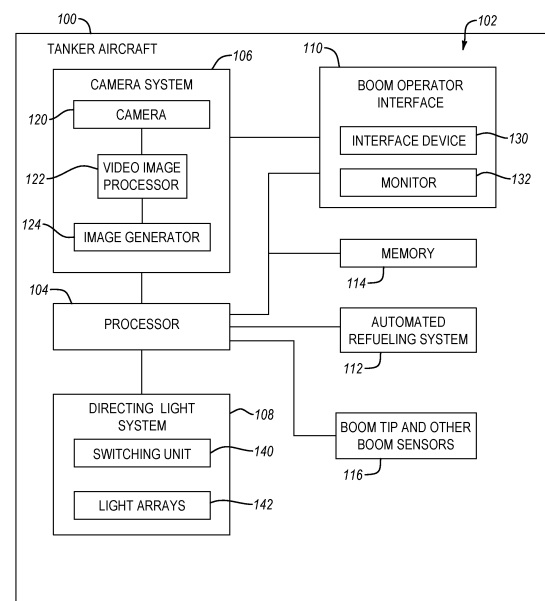 100
102
TANKER AIRCRAFT
106
110
CAMERA SYSTEM
BOOM OPERATOR
INTERFACE
120
CAMERA
INTERFACE DEVICE
130
122
VIDEO IMAGE
PROCESSOR
MONITOR
132
124
IMAGE GENERATOR
MEMORY
114
104
PROCESSOR
AUTOMATED
REFUELING SYSTEM
112
DIRECTING LIGHT
SYSTEM
108
SWITCHING UNIT
140
BOOM TIP AND OTHER
BOOM SENSORS
116
LIGHT ARRAYS
142